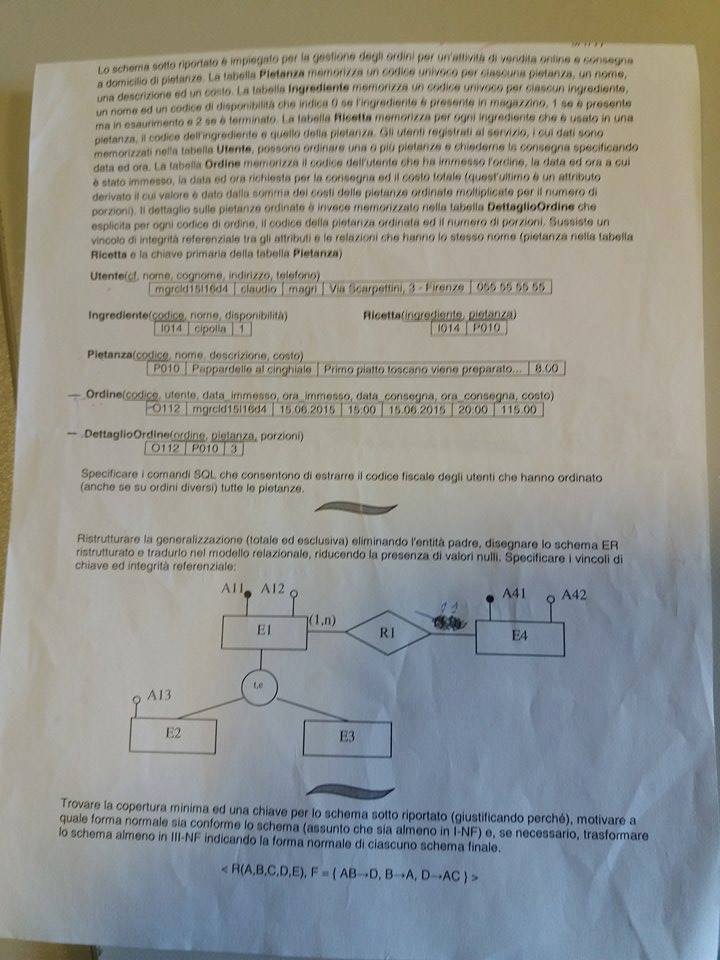 Lo schema sotto riportato è impiegato per la gestione degli ordini per un'attività di vendita online e consegna
a domicilio di pietanze. La tabella Pietanza memorizza un codice univoco per ciascuna pietanza, un nome,
una descrizione ed un costo. La tabella Ingrediente memorizza un codice univoco per ciascun ingrediente,
un nome ed un codice di disponibilità che indica 0 se l'ingrediente è presente in magazzino, 1 se è presente
ma in esaurimento e 2 se è terminato. La tabella Ricetta memorizza per ogni ingrediente che è usato in una
pietanza, il codice dell'ingrediente e quello della pietanza. Gli utenti registrati al servizio, i cui dati sono
memorizzati nella tabella Utente, possono ordinare una o più pietanze e chiederne la consegna specificando
data ed ora. La tabella Ordine memorizza il codice dell'utente che ha immesso l'ordine, la data ed ora a cui
è stato immesso, la data ed ora richiesta per la consegna ed il costo totale (quest'ultimo è un attributo
derivato il cui valore è dato dalla somma dei costi delle pietanze ordinate moltiplicate per il numero di
porzioni). Il dettaglio sulle pietanze ordinate è invece memorizzato nella tabella DettaglioOrdine che
esplicita per ogni codice di ordine, il codice della pietanza ordinata ed il numero di porzioni. Sussiste un
vincolo di integrità referenziale tra gli attributi e le relazioni che hanno lo stesso nome (pietanza nella tabella
Ricetta e la chiave primaria della tabella Pietanza)
Utente(cf, nome, cognome, indirizzo, telefono)
mgrcld15l16d4 claudio magri Via Scarpettini, 3 - Firenze 055 55 55 55
Ingrediente(codice, nome, disponibilità) Ricetta(ingrediente, pietanza)
I014 cipolla 1 I014 P010
Pietanza(codice, nome, descrizione, costo)
P010 Pappardelle al cinghiale Primo piatto toscano viene preparato... 8.00
Ordine(codice, utente, data_immesso, ora_immesso, data_consegna, ora_consegna, costo)
O112 mgrcld15l16d4 15.06.2015 15:00 15.06.2015 20:00 115.00
DettaglioOrdine(ordine, pietanza, porzioni)
O112 P010 3
Specificare i comandi SQL che consentono di estrarre il codice fiscale degli utenti che hanno ordinato
(anche se su ordini diversi) tutte le pietanze.
Ristrutturare la generalizzazione (totale ed esclusiva) eliminando l'entità padre, disegnare lo schema ER
ristrutturato e tradurlo nel modello relazionale, riducendo la presenza di valori nulli. Specificare i vincoli di
chiave ed integrità referenziale:
A11 A12 A41 A42
E1 (1,n) R1 1,1 E4
t,e
A13
E2 E3
Trovare la copertura minima ed una chiave per lo schema sotto riportato (giustificando perché), motivare a
quale forma normale sia conforme lo schema (assunto che sia almeno in I-NF) e, se necessario, trasformare
lo schema almeno in III-NF indicando la forma normale di ciascuno schema finale.
< R(A,B,C,D,E), F = { AB→D, B→A, D→AC } >